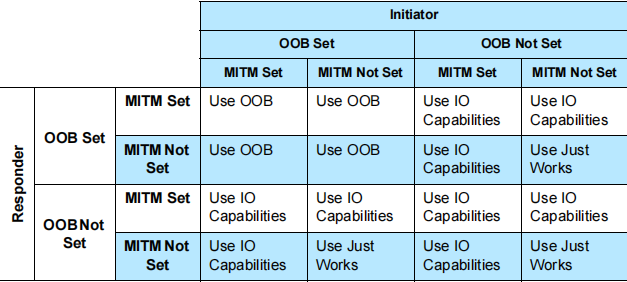 Initiator
OOB Set OOB Not Set
MITM Set MITM Not Set MITM Set MITM Not Set
Responder
OOB Set
MITM Set Use OOB Use OOB Use IO Use IO
Capabilities Capabilities
MITM Not Use OOB Use OOB Use IO Use Just
Set Capabilities Works
OOB Not
Set
MITM Set Use IO Use IO Use IO Use IO
Capabilities Capabilities Capabilities Capabilities
MITM Not Use IO Use Just Use IO Use Just
Set Capabilities Works Capabilities Works